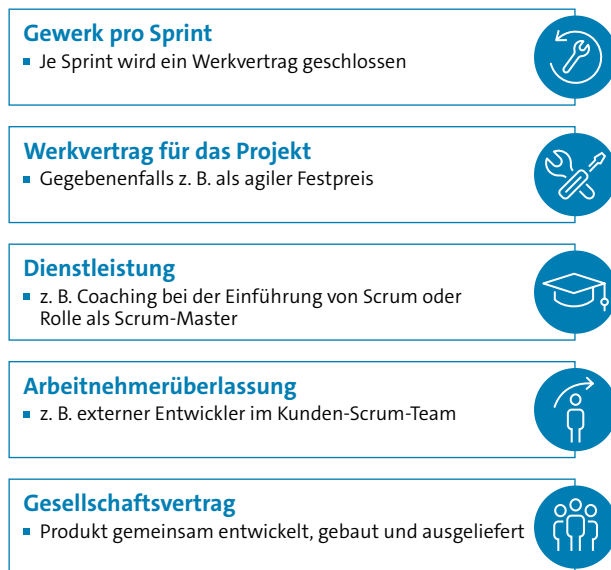 Gewerk pro Sprint
▪ Je Sprint wird ein Werkvertrag geschlossen
Werkvertrag für das Projekt
▪ Gegebenenfalls z. B. als agiler Festpreis
Dienstleistung
▪ z. B. Coaching bei der Einführung von Scrum oder
Rolle als Scrum-Master
Arbeitnehmerüberlassung
▪ z. B. externer Entwickler im Kunden-Scrum-Team
Gesellschaftsvertrag
▪ Produkt gemeinsam entwickelt, gebaut und ausgeliefert